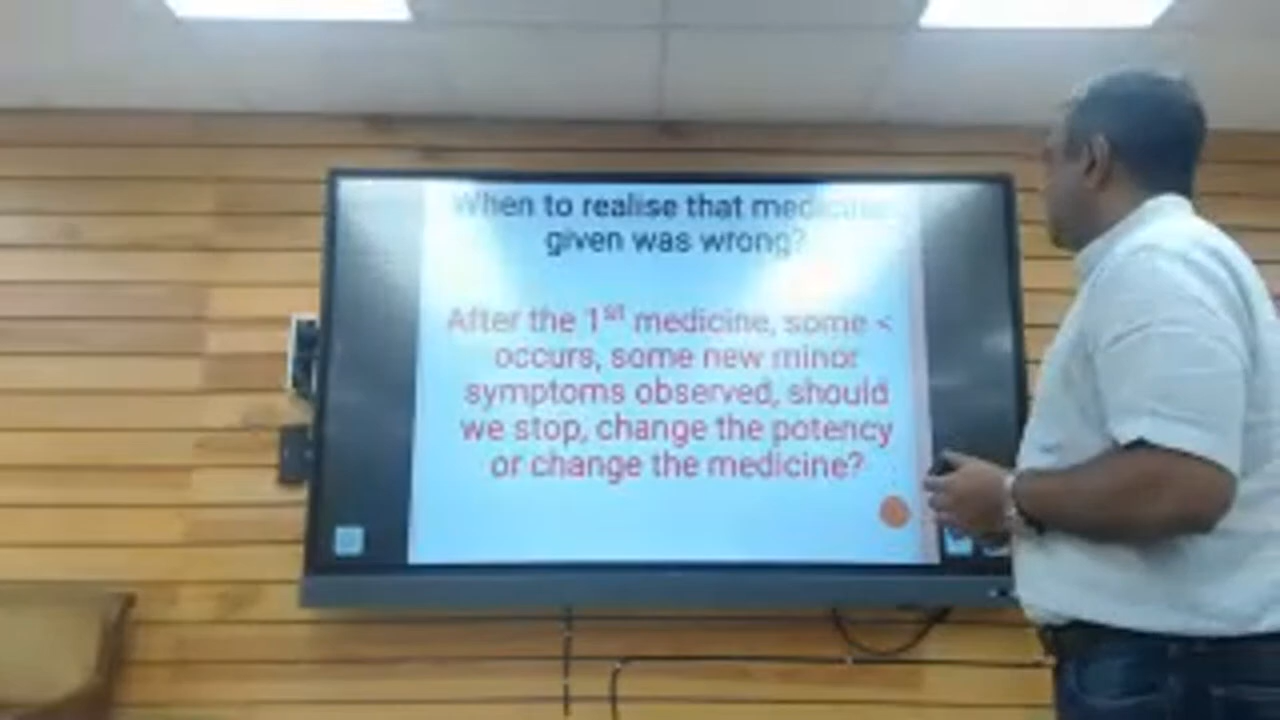 When to realise that medicine
given was wrong?
After the 1st medicine, some <
occurs, some new minor
symptoms observed, should
we stop, change the potency
or change the medicine?